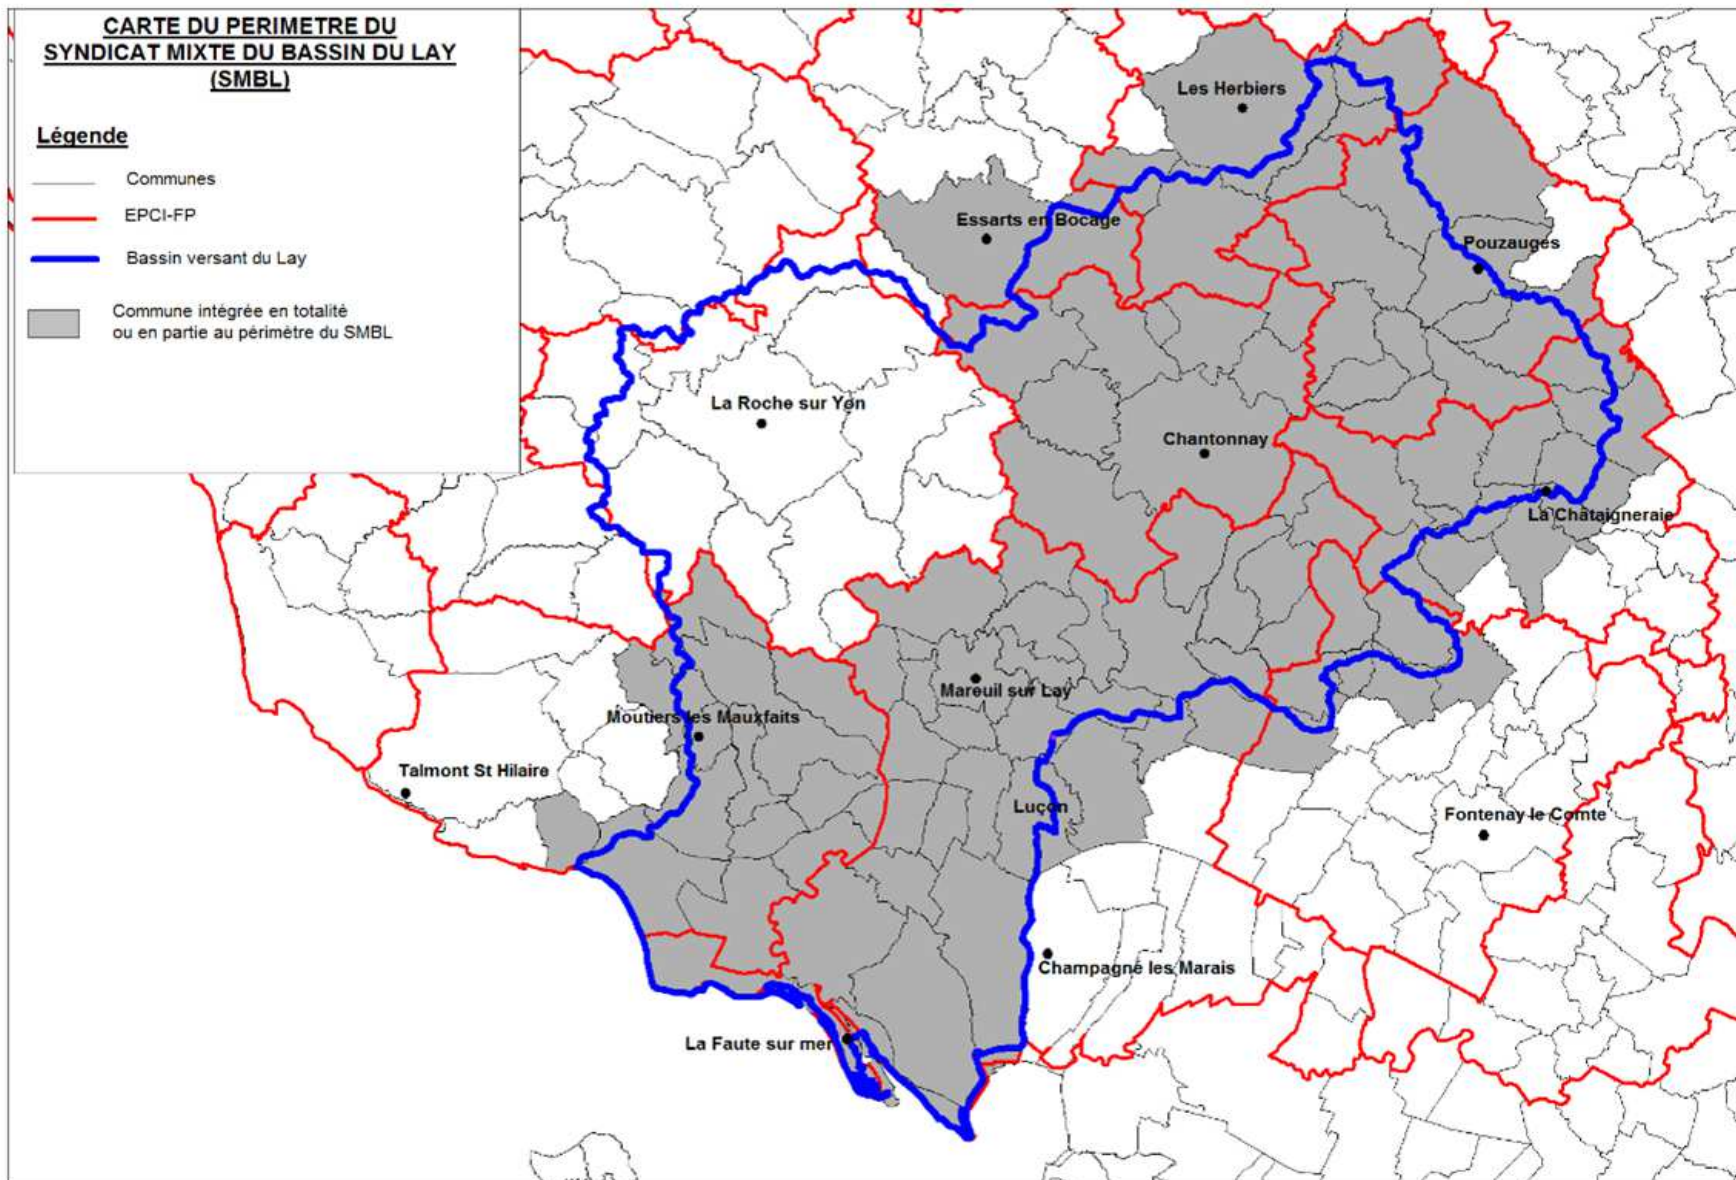 CARTE DU PERIMETRE DU
SYNDICAT MIXTE DU BASSIN DU LAY
(SMBL)
Légende
Communes
EPCI-FP
Bassin versant du Lay
Commune intégrée en totalité
ou en partie au périmètre du SMBL
Les Herbiers
Essarts en Bocage
Pouzauges
La Roche sur Yon
Chantonnay
La Châtaigneraie
Mareuil sur Lay
Moutiers les Mauxfaits
Talmont St Hilaire
Luçon
Fontenay le Comte
Champagné les Marais
La Faute sur mer